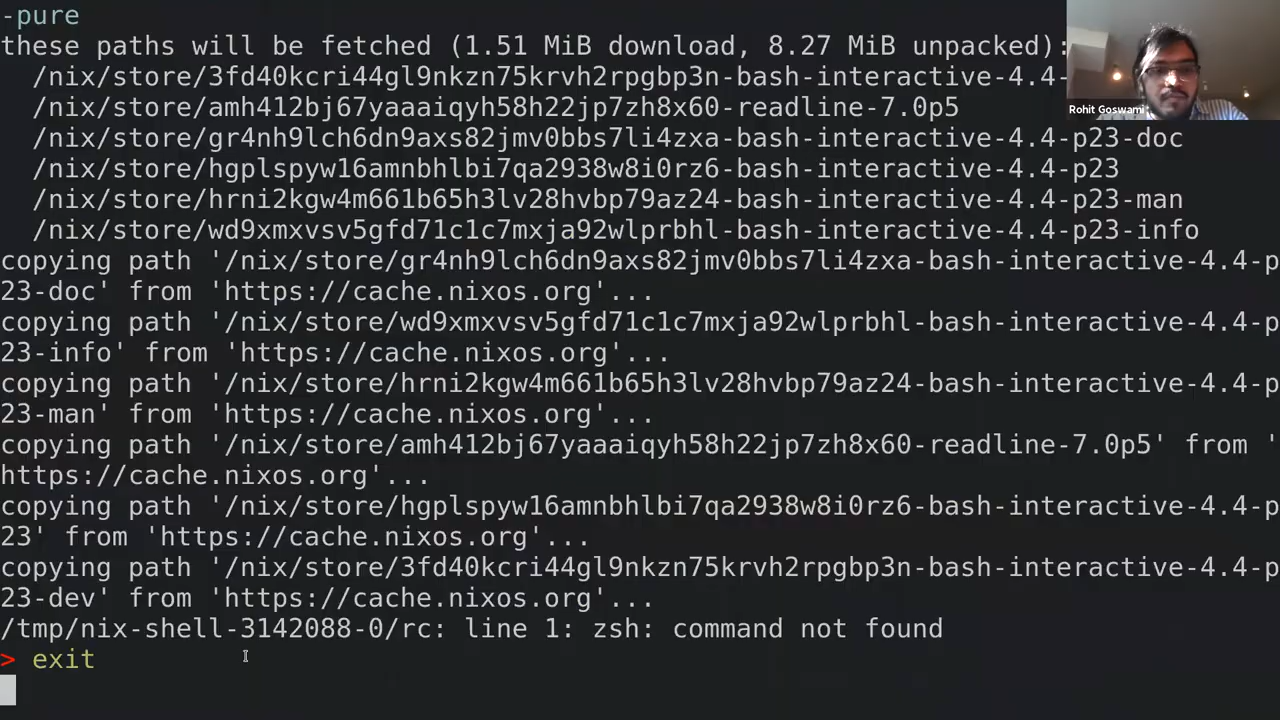 -pure
these paths will be fetched (1.51 MiB download, 8.27 MiB unpacked):
/nix/store/3fd40kcri44gl9nkzn75krvh2rpgbp3n-bash-interactive-4.4-
Rohit Goswami
/nix/store/amh412bj67yaaaiqyh58h22jp7zh8x60-readline-7.0p5
/nix/store/gr4nh9lch6dn9axs82jmv0bbs7li4zxa-bash-interactive-4.4-p23-doc
/nix/store/hgplspyw16amnbhlbi7qa2938w8i0rz6-bash-interactive-4.4-p23
/nix/store/hrni2kgw4m661b65h3lv28hvbp79az24-bash-interactive-4.4-p23-man
/nix/store/wd9xmxvsv5gfd71c1c7mxja92wlprbhl-bash-interactive-4.4-p23-info
copying path '/nix/store/gr4nh9lch6dn9axs82jmv0bbs7li4zxa-bash-interactive-4.4-p
23-doc' from 'https://cache.nixos.org'...
copying path '/nix/store/wd9xmxvsv5gfd71c1c7mxja92wlprbhl-bash-interactive-4.4-p
23-info' from 'https://cache.nixos.org'...
copying path '/nix/store/hrni2kgw4m661b65h3lv28hvbp79az24-bash-interactive-4.4-p
23-man' from 'https://cache.nixos.org'...
copying path '/nix/store/amh412bj67yaaaiqyh58h22jp7zh8x60-readline-7.0p5' from '
https://cache.nixos.org'...
copying path '/nix/store/hgplspyw16amnbhlbi7qa2938w8i0rz6-bash-interactive-4.4-p
23' from 'https://cache.nixos.org'...
copying path '/nix/store/3fd40kcri44gl9nkzn75krvh2rpgbp3n-bash-interactive-4.4-p
23-dev' from 'https://cache.nixos.org'...
/tmp/nix-shell-3142088-0/rc: line 1: zsh: command not found
> exit